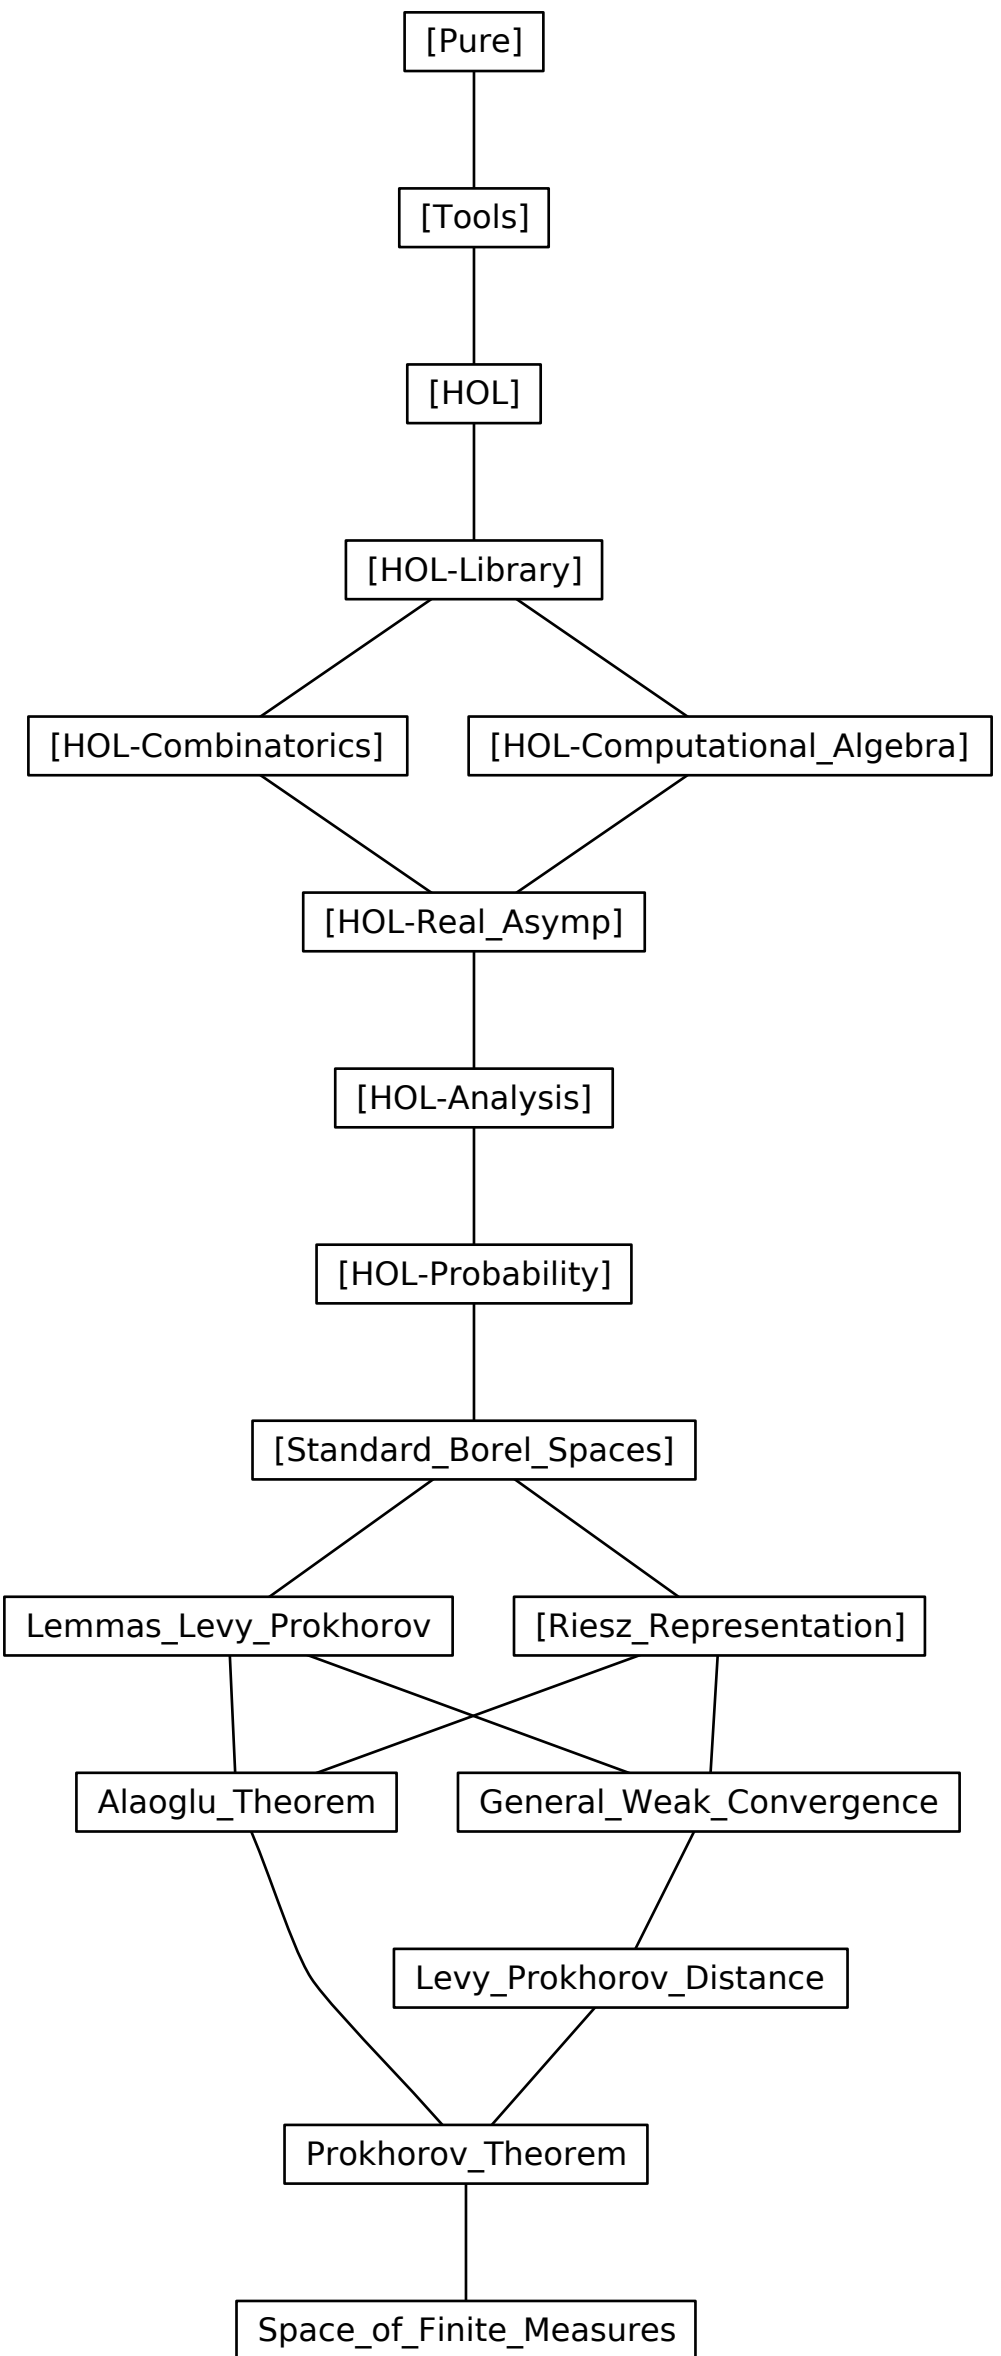 [Pure]
[Tools]
[HOL]
[HOL-Library]
[HOL-Combinatorics]
[HOL-Computational_Algebra]
[HOL-Real_Asymp]
[HOL-Analysis]
[HOL-Probability]
[Standard_Borel_Spaces]
Lemmas_Levy_Prokhorov
[Riesz_Representation]
Alaoglu_Theorem
General_Weak_Convergence
Levy_Prokhorov_Distance
Prokhorov_Theorem
Space_of_Finite_Measures